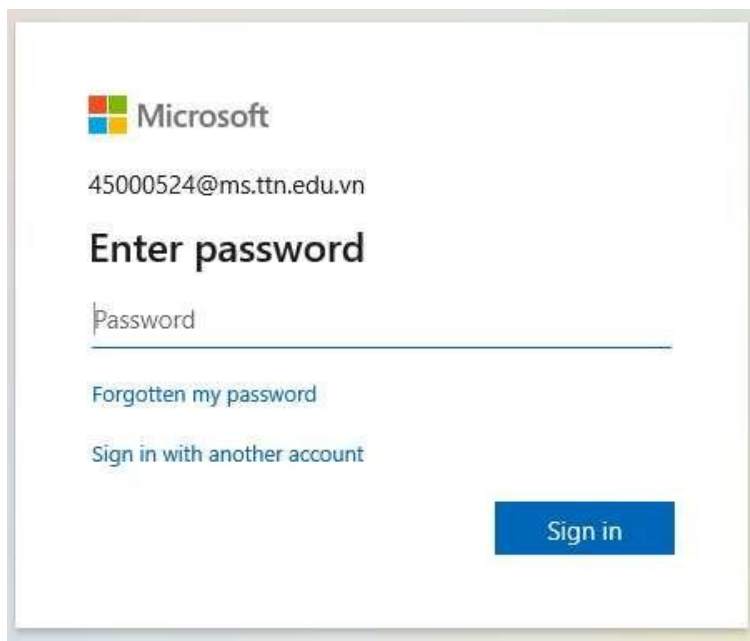 Microsoft
45000524@ms.ttn.edu.vn
Enter password
Password
Forgotten my password
Sign in with another account
Sign in